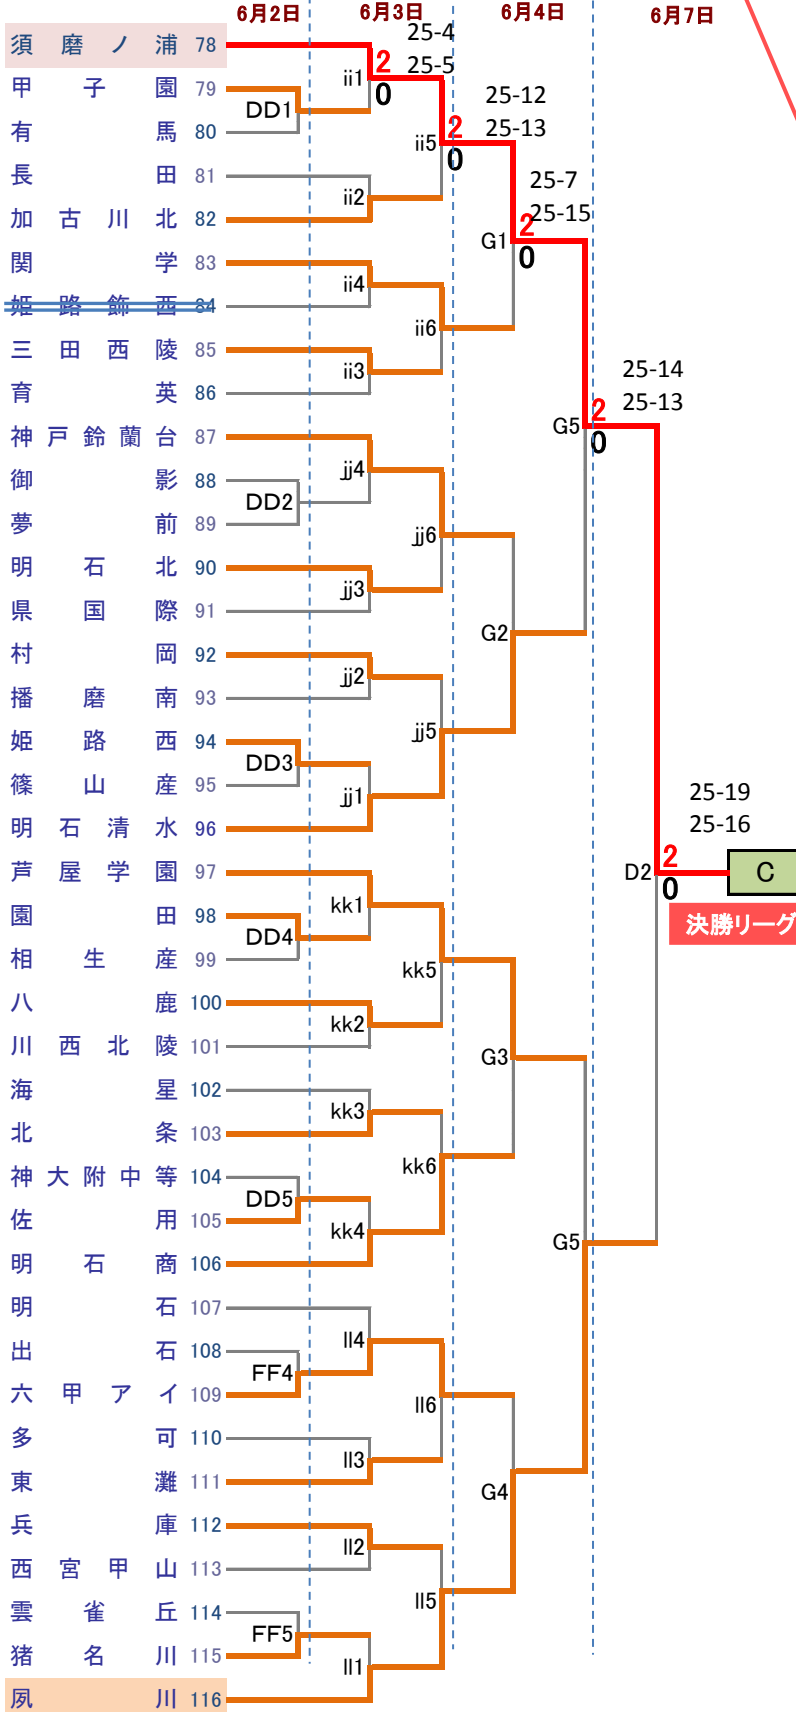 6月2日 6月3日 6月4日 6月7日
須磨ノ浦 78
甲子園 79
有馬 80
長田 81
加古川北 82
関学 83
姫路飾西 84
三田西陵 85
育英 86
神戸鈴蘭台 87
御影 88
夢前 89
明石北 90
県国際 91
村岡 92
播磨南 93
姫路西 94
篠山産 95
明石清水 96
芦屋学園 97
園田 98
相生産 99
八鹿 100
川西北陵 101
海星 102
北条 103
神大附中等 104
佐用 105
明石商 106
明石 107
出石 108
六甲アイ 109
多可 110
東灘 111
兵庫 112
西宮甲山 113
雲雀丘 114
猪名川 115
夙川 116
DD1
DD2
DD3
DD4
DD5
FF4
FF5
ii1
ii2
ii4
ii3
jj4
jj3
jj2
jj1
kk1
kk2
kk3
kk4
ll4
ll3
ll2
ll1
2
0
25-4
25-5
ii5
ii6
jj6
jj5
kk5
kk6
ll6
ll5
2
0
25-12
25-13
G1
G2
G3
G4
2
0
25-7
25-15
G5
G5
2
0
25-14
25-13
D2
2
0
25-19
25-16
C
決勝リーグ